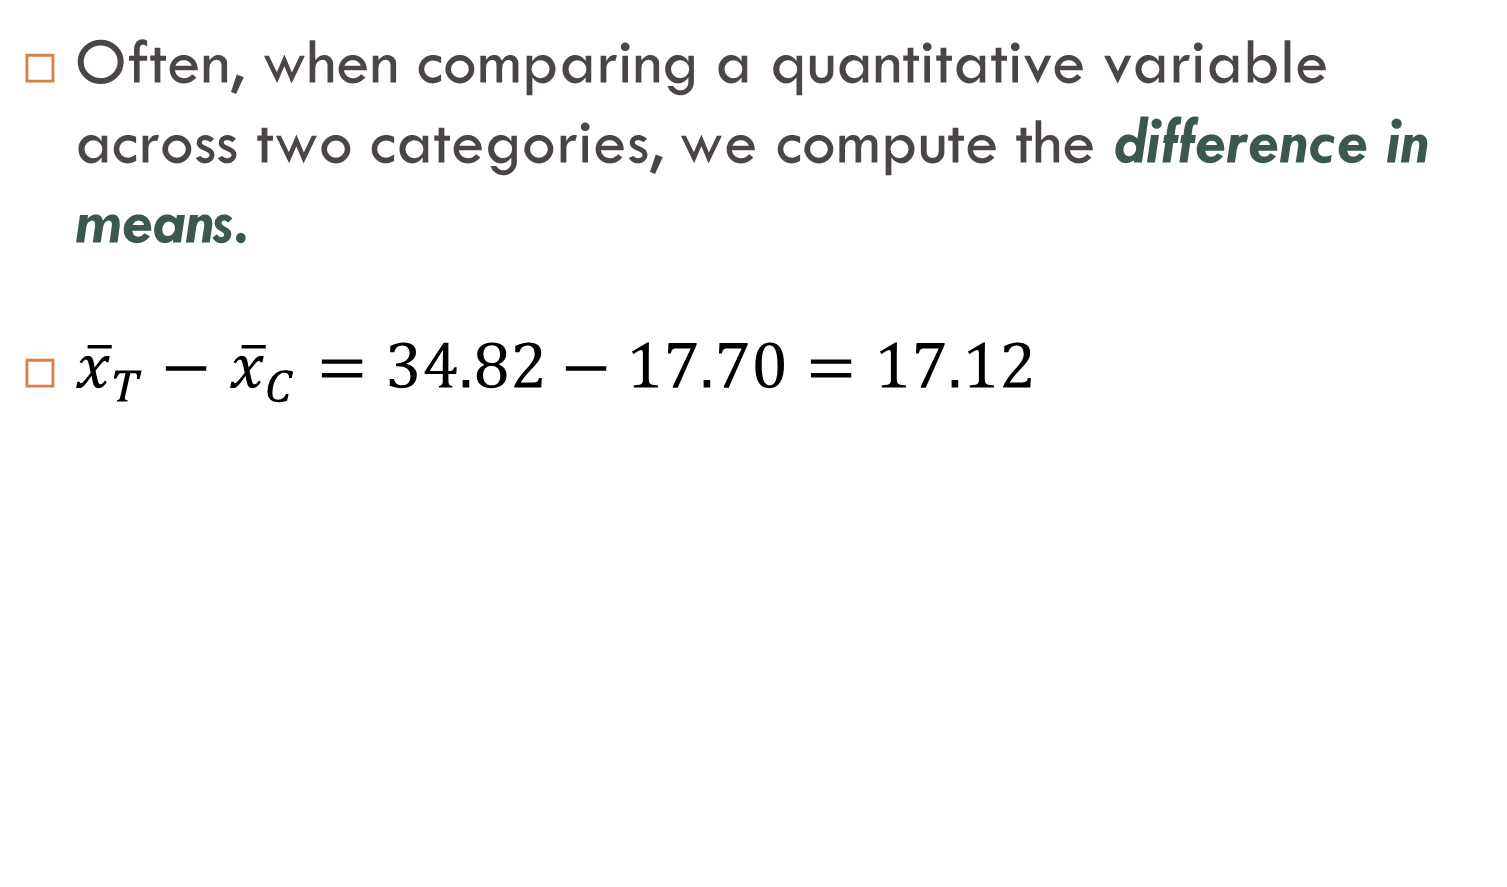 Often, when comparing a quantitative variable
across two categories, we compute the difference in
means.
x̄_T − x̄_C = 34.82 − 17.70 = 17.12